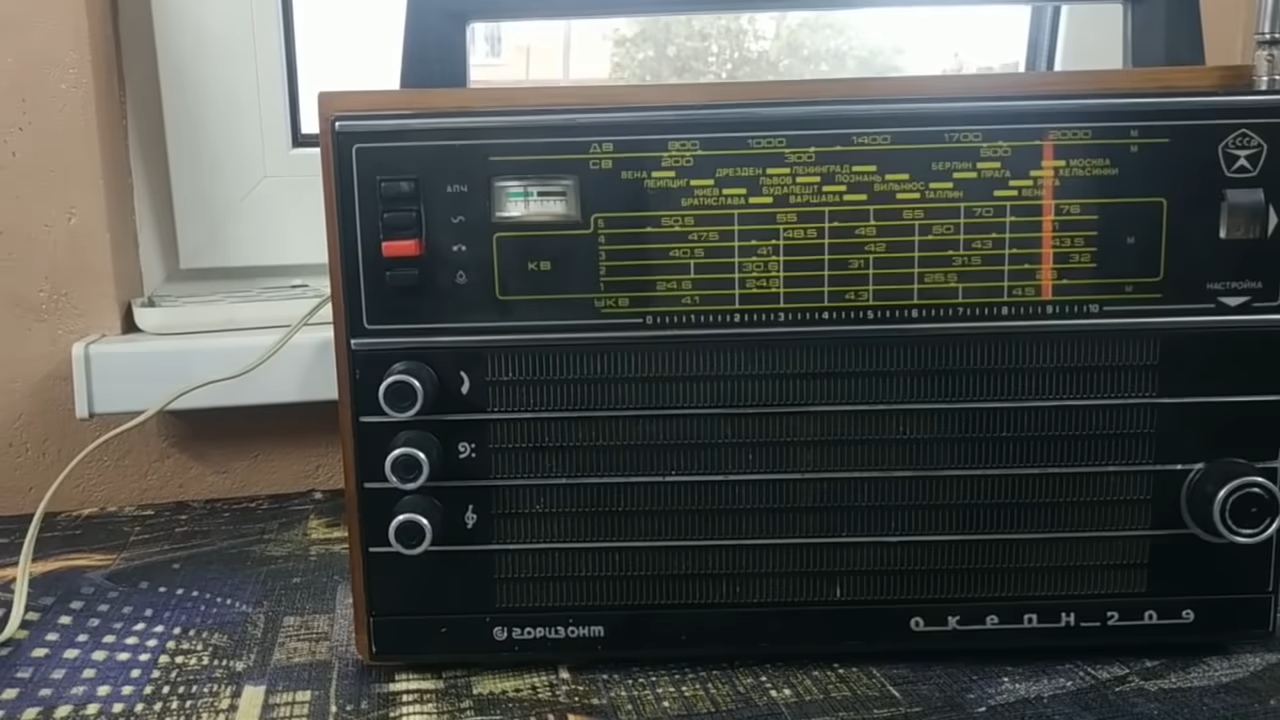 ДВ 800 1000 1400 1700 2000 М
СВ 200 300 500 М
ВЕНА ДРЕЗДЕН ЛЕНИНГРАД БЕРЛИН МОСКВА
ЛЕЙПЦИГ ЛЬВОВ ПОЗНАНЬ ПРАГА ХЕЛЬСИНКИ
КИЕВ БУДАПЕШТ ВИЛЬНЮС РИГА
БРАТИСЛАВА ВАРШАВА ТАЛЛИН ВЕНА
АПЧ
КВ
5 50.5 55 65 70 76
4 47.5 48.5 49 50
3 40.5 41 42 43 43.5 М
2 30.6 31 31.5 32
1 24.6 24.8 25.5 26
УКВ 4.1 4.3 4.5 М
0 1 2 3 4 5 6 7 8 9 10
СССР
НАСТРОЙКА
ГОРИЗОНТ
океан-209